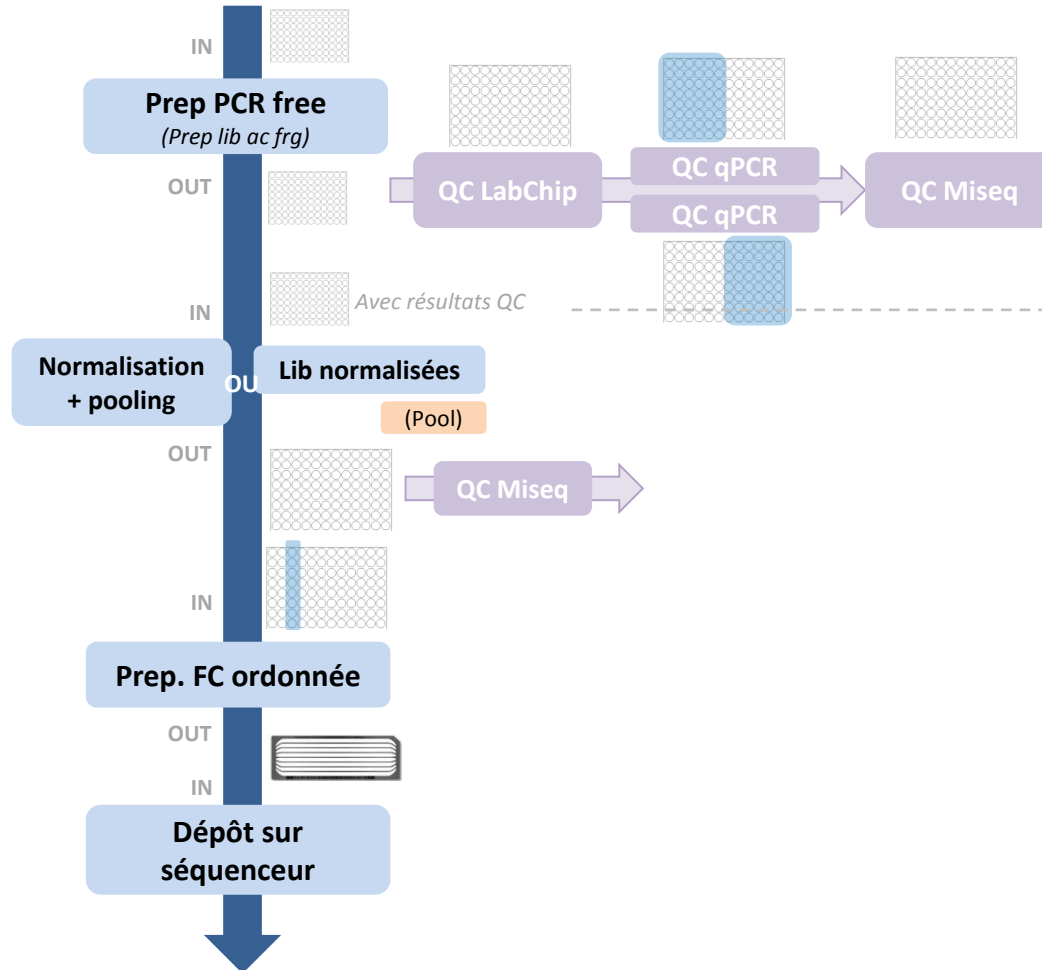 IN
Prep PCR free
(Prep lib ac frg)
OUT
QC LabChip
QC qPCR
QC qPCR
QC Miseq
IN
Avec résultats QC
Normalisation
+ pooling
OU
Lib normalisées
(Pool)
OUT
QC Miseq
IN
Prep. FC ordonnée
OUT
IN
Dépôt sur
séquenceur